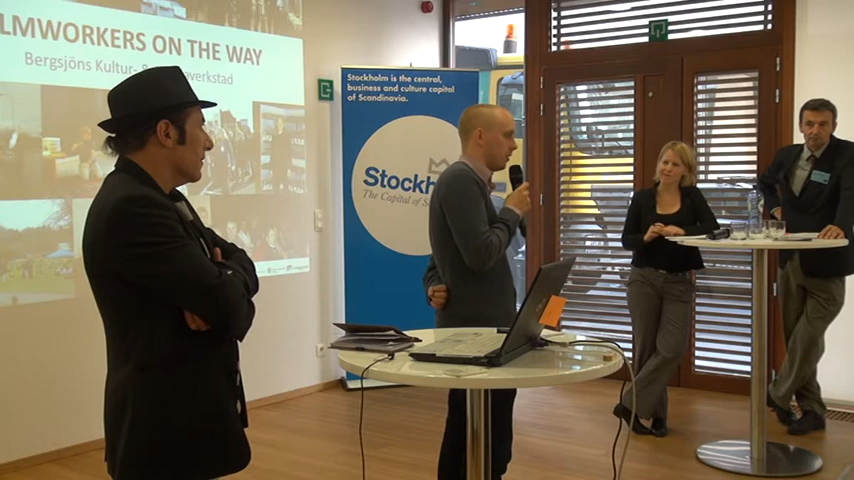 LMWORKERS ON THE WAY
Bergsjöns Kultur-
Stockholm is the central,
business and culture capital
of Scandinavia.
Stockh
The Capital of S